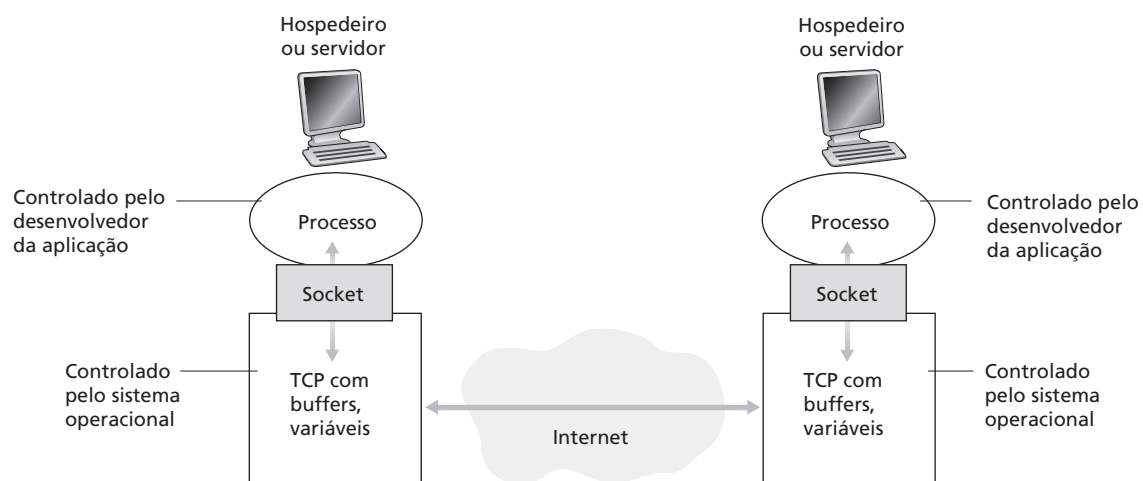 Hospedeiro
ou servidor
Hospedeiro
ou servidor
Controlado pelo
desenvolvedor
da aplicação
Processo
Processo
Controlado pelo
desenvolvedor
da aplicação
Socket
Socket
Controlado
pelo sistema
operacional
TCP com
buffers,
variáveis
Internet
TCP com
buffers,
variáveis
Controlado
pelo sistema
operacional